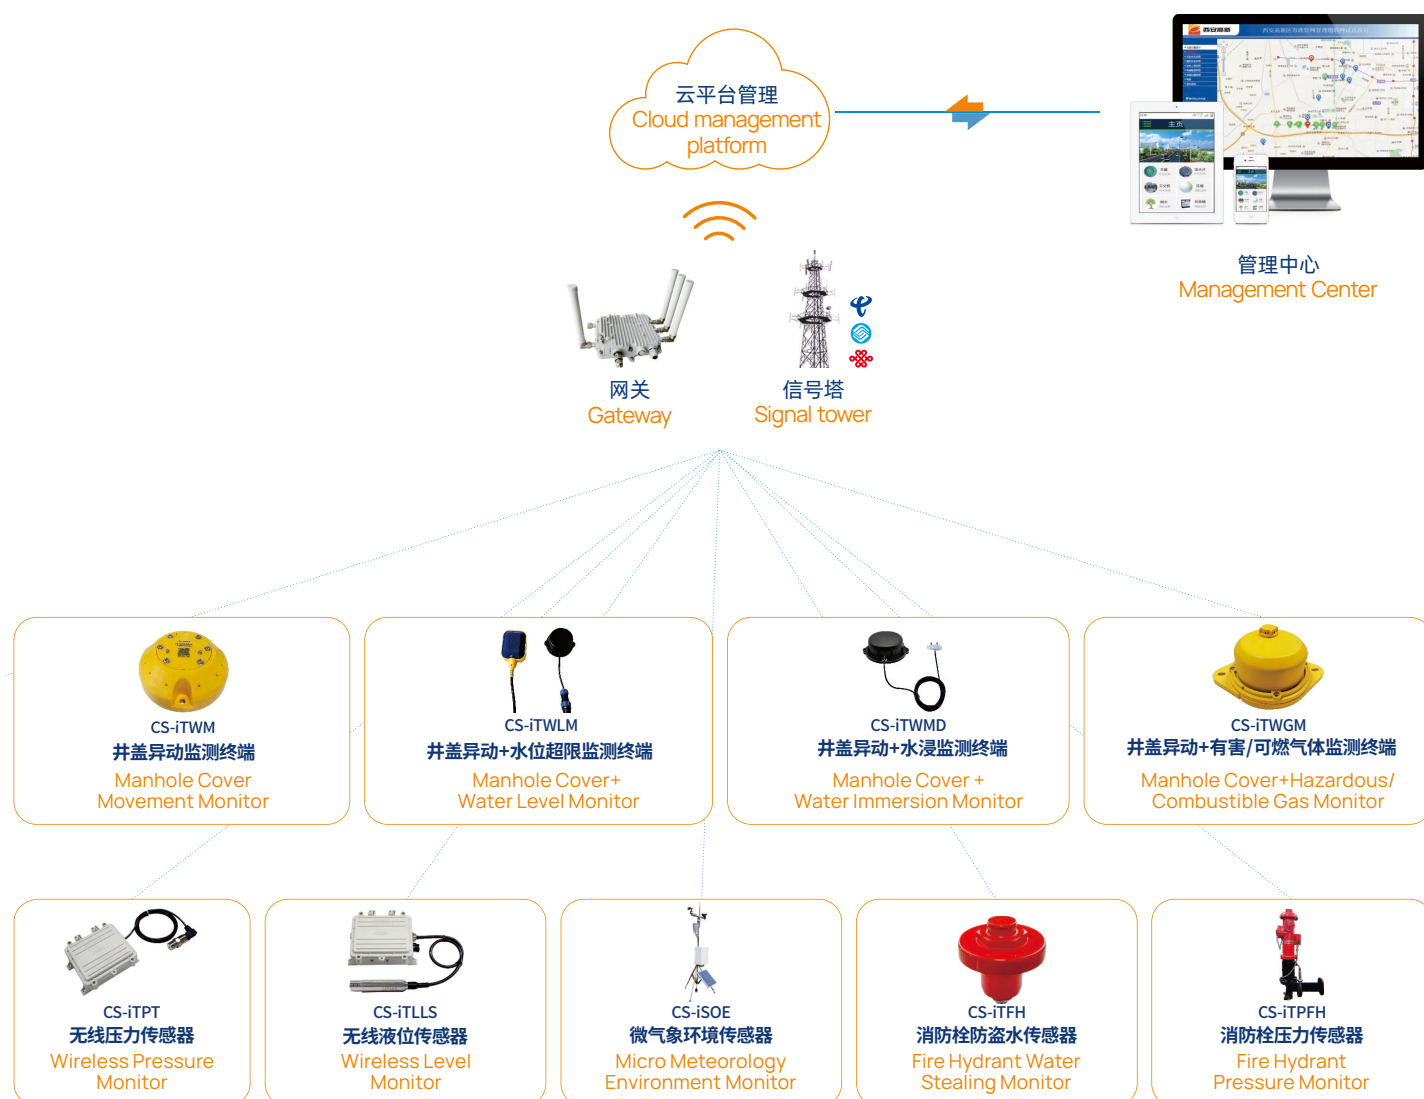 云平台管理
Cloud management
platform
西安高新
主页
管理中心
Management Center
网关
Gateway
信号塔
Signal tower
CS-iTWM
井盖异动监测终端
Manhole Cover
Movement Monitor
CS-iTWLM
井盖异动+水位超限监测终端
Manhole Cover+
Water Level Monitor
CS-iTWMD
井盖异动+水浸监测终端
Manhole Cover +
Water Immersion Monitor
CS-iTWGM
井盖异动+有害/可燃气体监测终端
Manhole Cover+Hazardous/
Combustible Gas Monitor
CS-iTPT
无线压力传感器
Wireless Pressure
Monitor
CS-iTLLS
无线液位传感器
Wireless Level
Monitor
CS-iSOE
微气象环境传感器
Micro Meteorology
Environment Monitor
CS-iTFH
消防栓防盗水传感器
Fire Hydrant Water
Stealing Monitor
CS-iTPFH
消防栓压力传感器
Fire Hydrant
Pressure Monitor